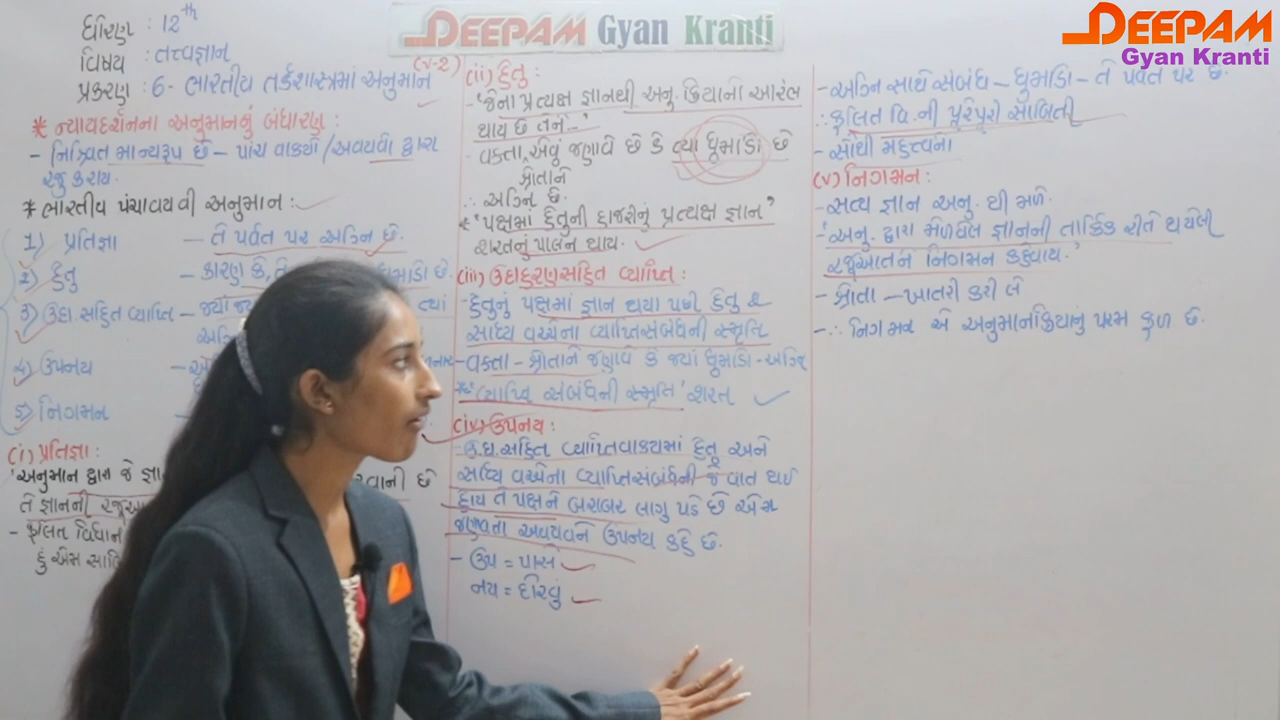 DEEPAM Gyan Kranti
DEEPAM
Gyan Kranti
ધોરણ : 12th
વિષય : તત્ત્વજ્ઞાન
પ્રકરણ : 6- ભારતીય તર્કશાસ્ત્રમાં અનુમાન (V-2)
* ન્યાયદર્શનના અનુમાનનું બંધારણ :
- નિશ્ચિત માન્યરૂપ છે - પાંચ વાક્યો/અવયવો દ્વારા
રજુ કરાય.
* ભારતીય પંચાવયવી અનુમાન :
1) પ્રતિજ્ઞા - તે પર્વત પર અગ્નિ છે.
2) હેતુ - કારણ કે, તે ધુમાડો છે.
3) ઉદા. સહિત વ્યાપ્તિ - જ્યાં ત્યાં
અગ્નિ
4) ઉપનય
5) નિગમન
(i) પ્રતિજ્ઞા :
'અનુમાન દ્વારા જે છે
તે જ્ઞાનની
- ફલિત વિધાન
હું એમ
(ii) હેતુ :
- 'જેના પ્રત્યક્ષ જ્ઞાનથી અનુ. ક્રિયાનો આરંભ
થાય છે તેને-'
- વક્તા શ્રોતાને એવું જણાવે છે કે ત્યાં ધૂમાડો છે
∴ અગ્નિ છે.
* 'પક્ષમાં હેતુની હાજરીનું પ્રત્યક્ષ જ્ઞાન'
શરતનું પાલન થાય.
(iii) ઉદાહરણસહિત વ્યાપ્તિ :
- હેતુનું પક્ષમાં જ્ઞાન થયા પછી હેતુ &
સાધ્ય વચ્ચેના વ્યાપ્તિસંબંધની સ્મૃતિ
- વક્તા - શ્રોતાને જણાવે કે જ્યાં ધૂમાડો - અગ્નિ
* 'વ્યાપ્તિ સંબંધની સ્મૃતિ' શરત
(iv) ઉપનય :
- ઉદા. સહિત વ્યાપ્તિવાક્યમાં હેતુ અને
સાધ્ય વચ્ચેના વ્યાપ્તિસંબંધની જે વાત થઈ
હોય તે પક્ષને બરાબર લાગુ પડે છે એમ
જણાવતા અવયવને ઉપનય કહે છે.
- ઉપ = પાસે
નય = દોરવું
- અગ્નિ સાથે સંબંધ - ધુમાડો - તે પર્વત પર છે.
∴ ફલિત વિ. ની પૂરેપૂરી સાબિતી
- સૌથી મહત્ત્વનો
(v) નિગમન :
- સત્ય જ્ઞાન અનુ. થી મળે.
- 'અનુ. દ્વારા મેળવેલ જ્ઞાનની તાર્કિક રીતે થયેલી
રજૂઆતને નિગમન કહેવાય.'
- શ્રોતા - ખાતરી કરી લે
- ∴ નિગમન એ અનુમાનક્રિયાનું પરમ ફળ છે.